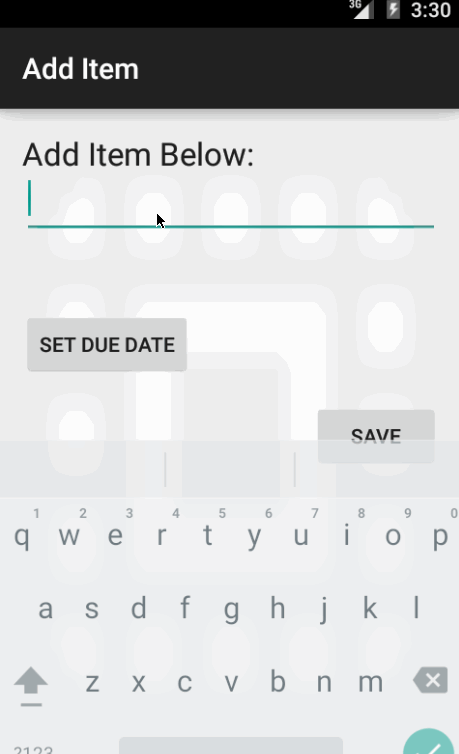 3G 3:30
Add Item
Add Item Below:
SET DUE DATE
SAVE
1 2 3 4 5 6 7 8 9 0
q w e r t y u i o p
a s d f g h j k l
z x c v b n m
?123